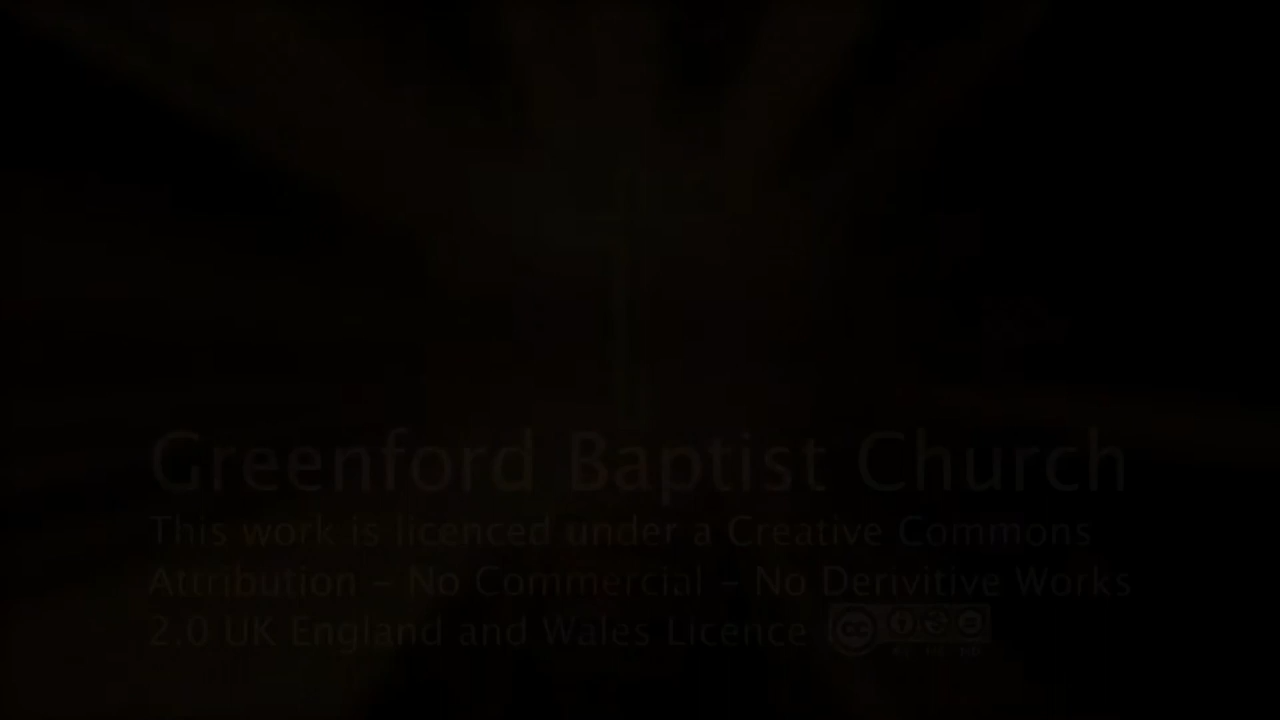 Greenford Baptist Church
This work is licenced under a Creative Commons
Attribution – No Commercial – No Derivitive Works
2.0 UK England and Wales Licence